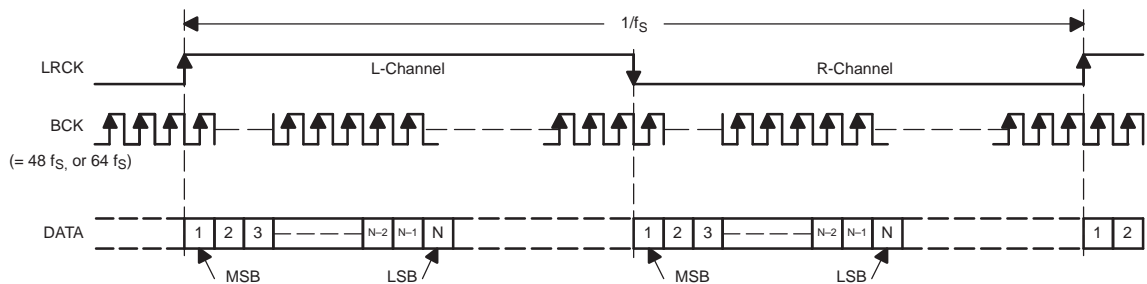 1/fS
LRCK
L-Channel
R-Channel
BCK
(= 48 fS, or 64 fS)
DATA
1 2 3 N–2 N–1 N 1 2 3 N–2 N–1 N 1 2
MSB LSB MSB LSB